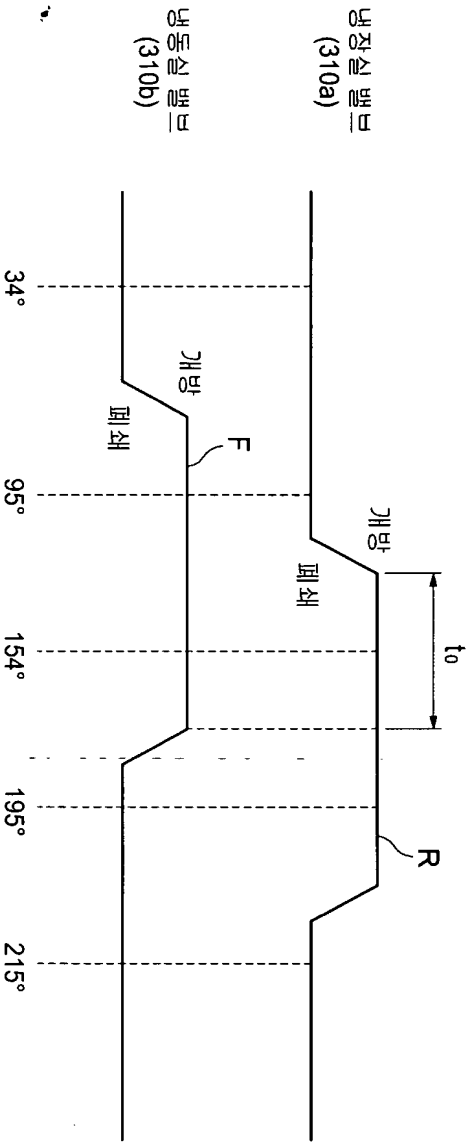 t₀
냉장실 밸브
(310a)
개방
폐쇄
R
냉동실 밸브
(310b)
개방
폐쇄
F
34°
95°
154°
195°
215°